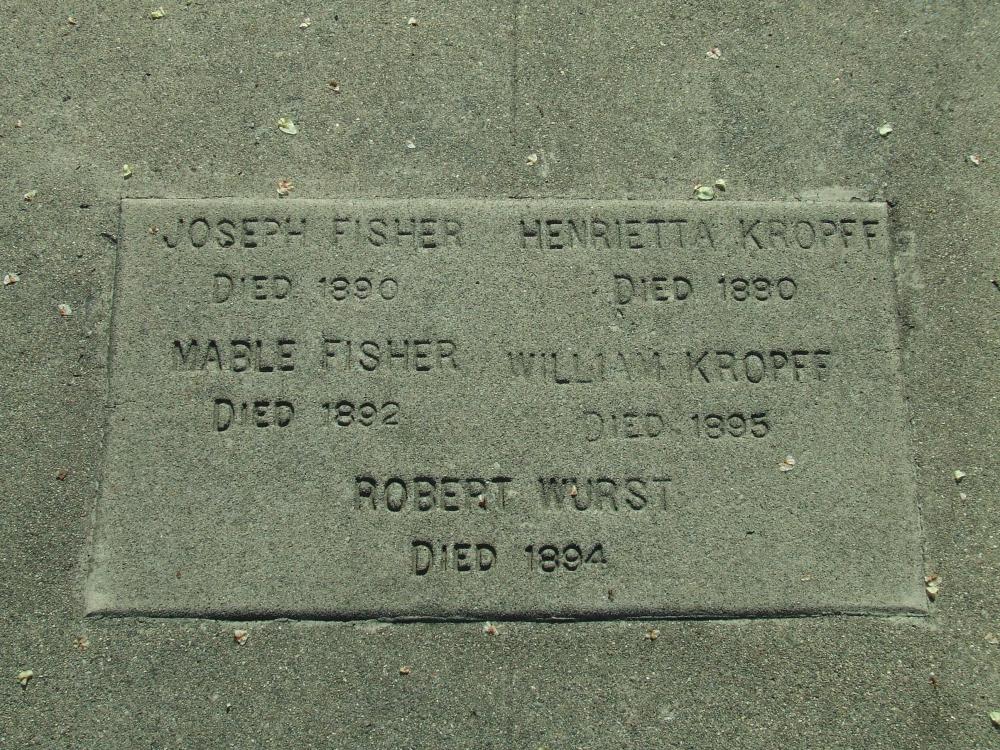 JOSEPH FISHER
DIED 1890
HENRIETTA KROPFF
DIED 1880
MABLE FISHER
DIED 1892
WILLIAM KROPFF
DIED 1895
ROBERT WURST
DIED 1894